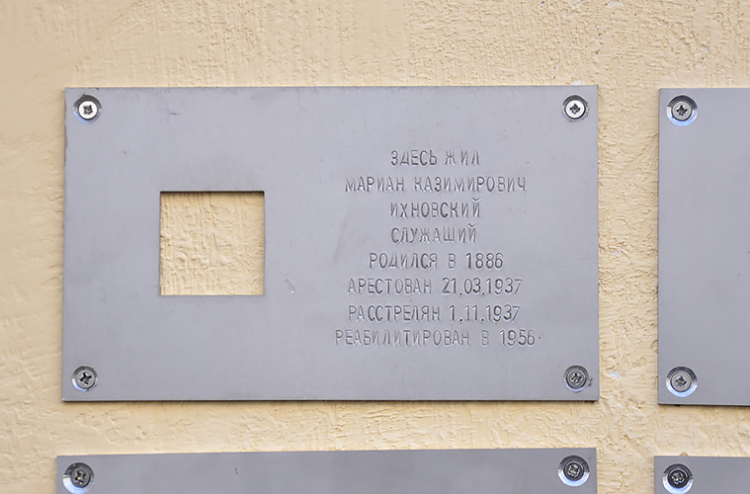 ЗДЕСЬ ЖИЛ
МАРИАН КАЗИМИРОВИЧ
ИХНОВСКИЙ
СЛУЖАЩИЙ
РОДИЛСЯ В 1886
АРЕСТОВАН 21.03.1937
РАССТРЕЛЯН 1.11.1937
РЕАБИЛИТИРОВАН В 1956